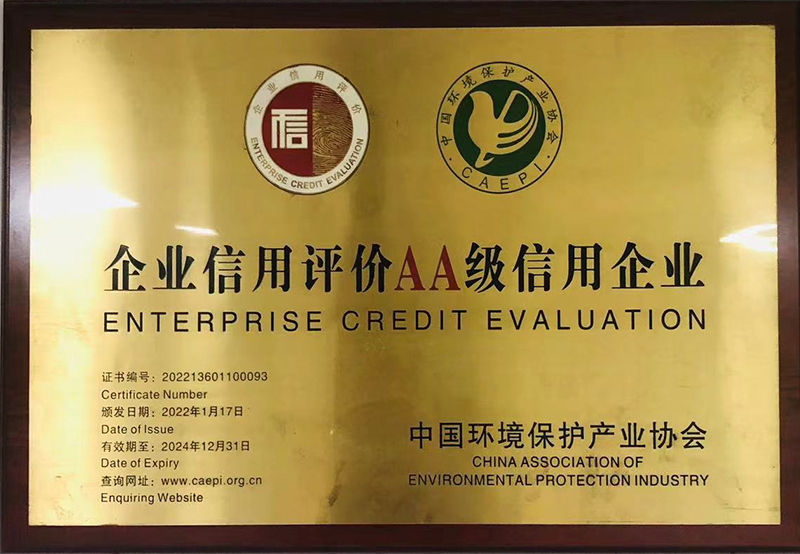 企业信用评价
信
ENTERPRISE CREDIT EVALUATION
中国环境保护产业协会
·CAEPI·
企业信用评价AA级信用企业
ENTERPRISE CREDIT EVALUATION
证书编号：202213601100093
Certificate Number
颁发日期：2022年1月17日
Date of Issue
有效期至：2024年12月31日
Date of Expiry
查询网址：www.caepi.org.cn
Enquiring Website
中国环境保护产业协会
CHINA ASSOCIATION OF
ENVIRONMENTAL PROTECTION INDUSTRY